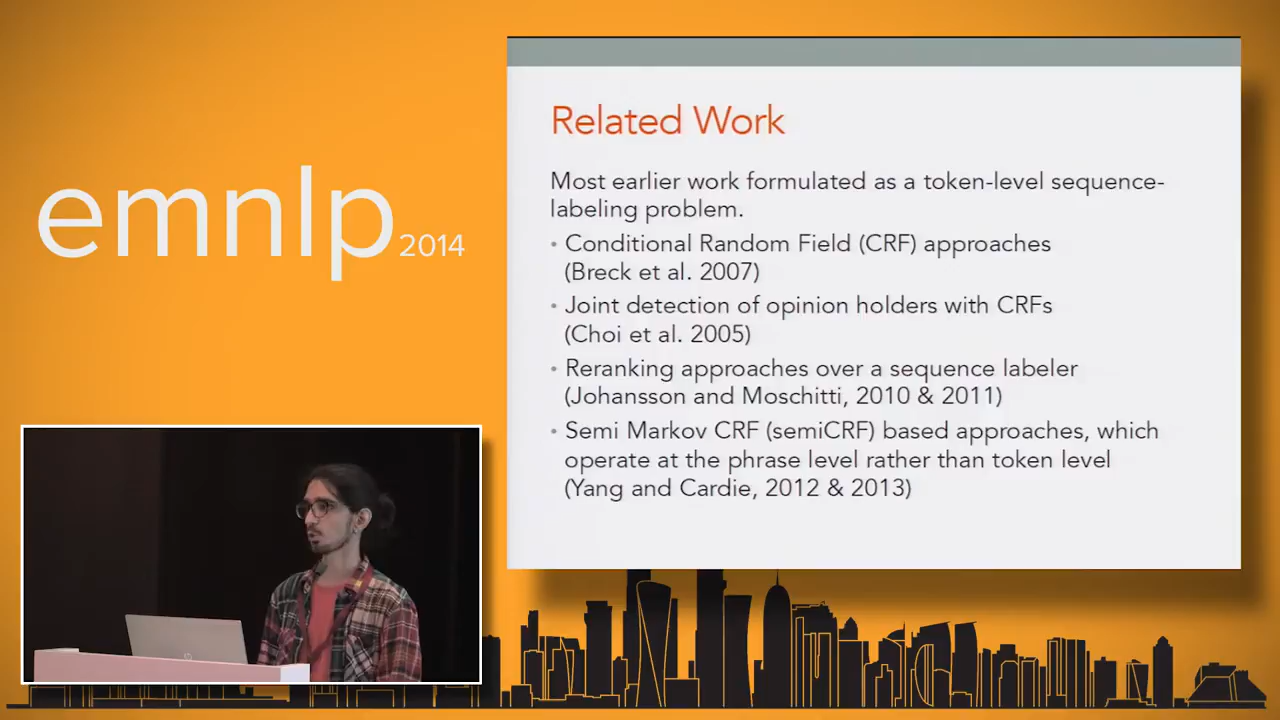 emnlp 2014
Related Work
Most earlier work formulated as a token-level sequence-
labeling problem.
• Conditional Random Field (CRF) approaches
(Breck et al. 2007)
• Joint detection of opinion holders with CRFs
(Choi et al. 2005)
• Reranking approaches over a sequence labeler
(Johansson and Moschitti, 2010 & 2011)
• Semi Markov CRF (semiCRF) based approaches, which
operate at the phrase level rather than token level
(Yang and Cardie, 2012 & 2013)